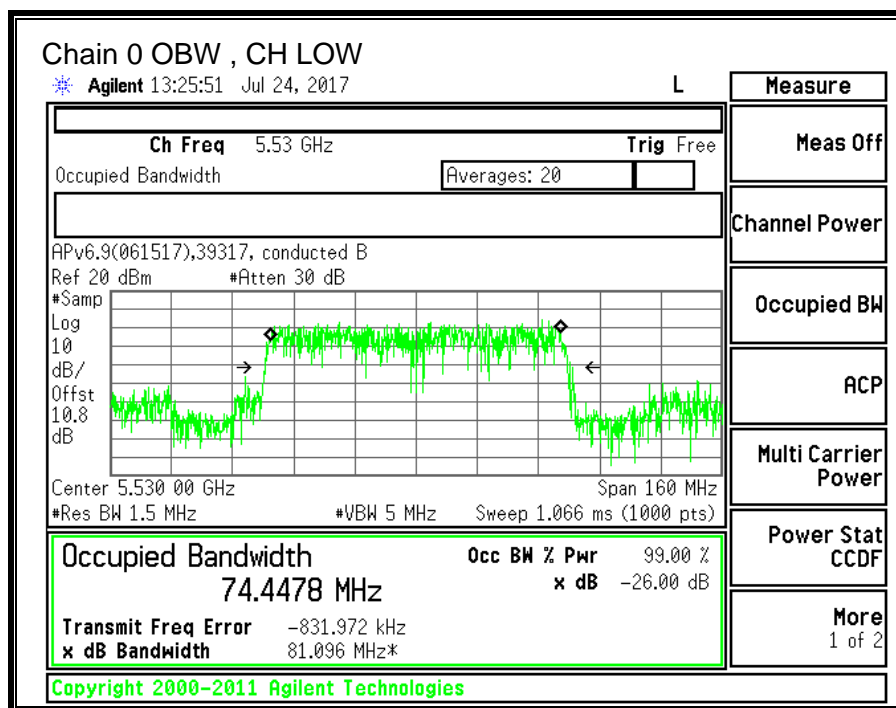 Chain 0 OBW , CH LOW
Agilent 13:25:51 Jul 24, 2017 L
Measure
Ch Freq 5.53 GHz Trig Free
Occupied Bandwidth Averages: 20
APv6.9(061517),39317, conducted B
Ref 20 dBm #Atten 30 dB
#Samp
Log
10
dB/
Offst
10.8
dB
Center 5.530 00 GHz Span 160 MHz
#Res BW 1.5 MHz #VBW 5 MHz Sweep 1.066 ms (1000 pts)
Occupied Bandwidth Occ BW % Pwr 99.00 %
74.4478 MHz x dB -26.00 dB
Transmit Freq Error -831.972 kHz
x dB Bandwidth 81.096 MHz*
Copyright 2000-2011 Agilent Technologies
Meas Off
Channel Power
Occupied BW
ACP
Multi Carrier
Power
Power Stat
CCDF
More
1 of 2